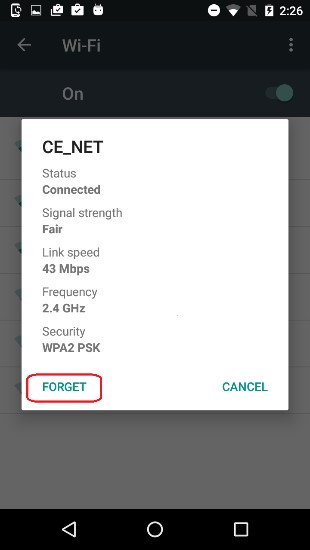 2:26
Wi-Fi
On
CE_NET
Status
Connected
Signal strength
Fair
Link speed
43 Mbps
Frequency
2.4 GHz
Security
WPA2 PSK
FORGET CANCEL